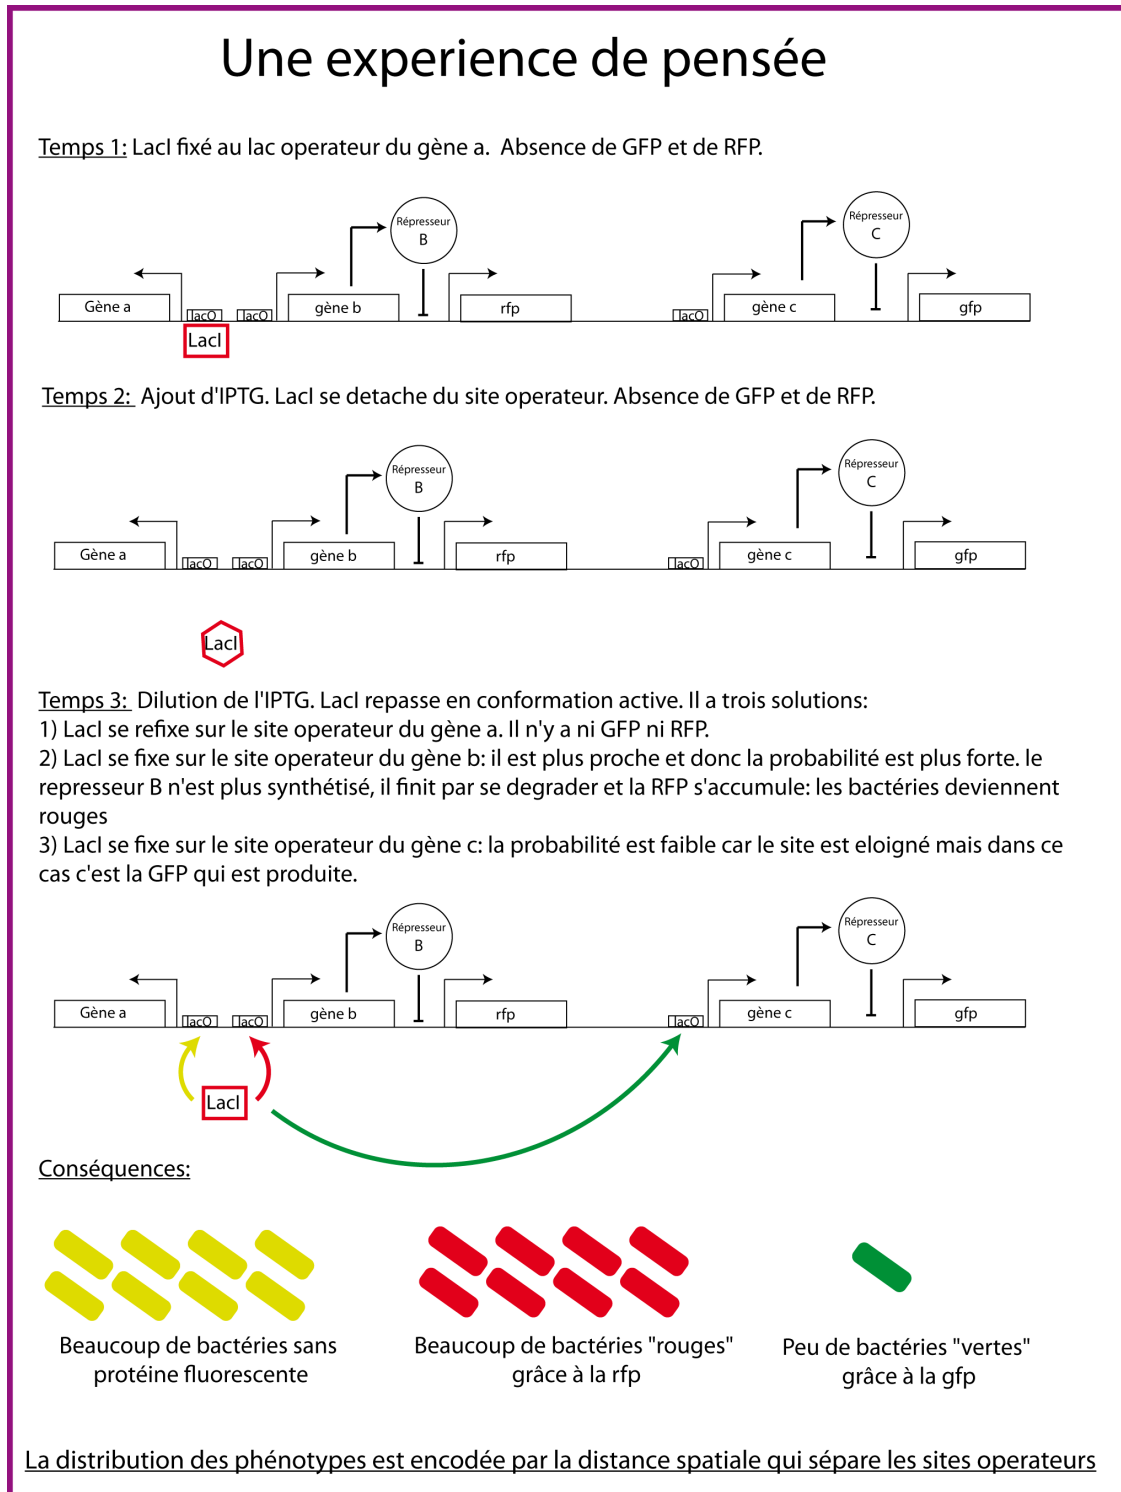 Une experience de pensée
Temps 1: LacI fixé au lac operateur du gène a.  Absence de GFP et de RFP.
Répresseur
B
Répresseur
C
Gène a
lacO
lacO
gène b
rfp
lacO
gène c
gfp
LacI
Temps 2:  Ajout d'IPTG. LacI se detache du site operateur. Absence de GFP et de RFP.
Répresseur
B
Répresseur
C
Gène a
lacO
lacO
gène b
rfp
lacO
gène c
gfp
LacI
Temps 3:  Dilution de l'IPTG. LacI repasse en conformation active. Il a trois solutions:
1) LacI se refixe sur le site operateur du gène a. Il n'y a ni GFP ni RFP.
2) LacI se fixe sur le site operateur du gène b: il est plus proche et donc la probabilité est plus forte. le
represseur B n'est plus synthétisé, il finit par se degrader et la RFP s'accumule: les bactéries deviennent
rouges
3) LacI se fixe sur le site operateur du gène c: la probabilité est faible car le site est eloigné mais dans ce
cas c'est la GFP qui est produite.
Répresseur
B
Répresseur
C
Gène a
lacO
lacO
gène b
rfp
lacO
gène c
gfp
LacI
Conséquences:
Beaucoup de bactéries sans
protéine fluorescente
Beaucoup de bactéries "rouges"
grâce à la rfp
Peu de bactéries "vertes"
grâce à la gfp
La distribution des phénotypes est encodée par la distance spatiale qui sépare les sites operateurs